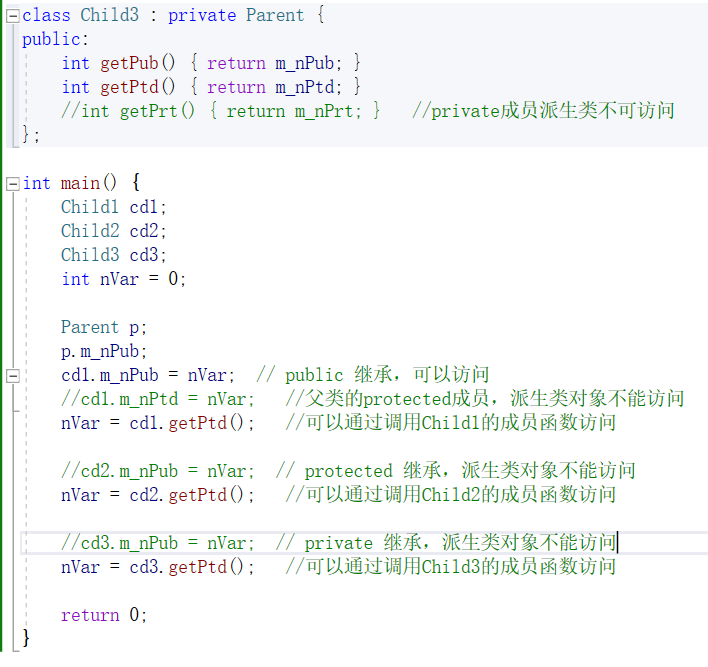 class Child3 : private Parent {
public:
    int getPub() { return m_nPub; }
    int getPtd() { return m_nPtd; }
    //int getPrt() { return m_nPrt; }   //private成员派生类不可访问
};
int main() {
    Child1 cd1;
    Child2 cd2;
    Child3 cd3;
    int nVar = 0;
    Parent p;
    p.m_nPub;
    cd1.m_nPub = nVar;  // public 继承，可以访问
    //cd1.m_nPtd = nVar;   //父类的protected成员，派生类对象不能访问
    nVar = cd1.getPtd();   //可以通过调用Child1的成员函数访问
    //cd2.m_nPub = nVar;  // protected 继承，派生类对象不能访问
    nVar = cd2.getPtd();   //可以通过调用Child2的成员函数访问
    //cd3.m_nPub = nVar;  // private 继承，派生类对象不能访问
    nVar = cd3.getPtd();   //可以通过调用Child3的成员函数访问
    return 0;
}